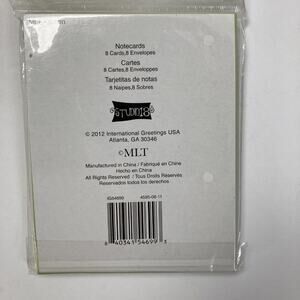 Notecards
8 Cards,8 Envelopes
Cartes
8 Cartes,8 Enveloppes
Tarjetitas de notas
8 Naipes,8 Sobres
STUDIO18
© 2012 International Greetings USA
Atlanta, GA 30346
©MLT
Manufactured in China / Fabriqué en Chine
Hecho en China
All Rights Reserved / Tous Droits Réservés
Reservados todos los derechos
IG54699 4595-06-11
8 40341 54699 3